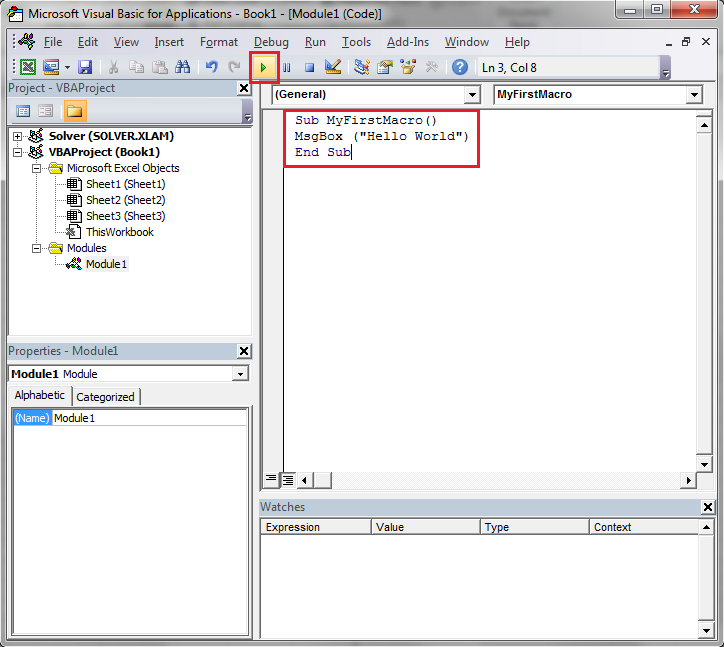 Microsoft Visual Basic for Applications - Book1 - [Module1 (Code)]
File Edit View Insert Format Debug Run Tools Add-Ins Window Help
Ln 3, Col 8
Project - VBAProject
Solver (SOLVER.XLAM)
VBAProject (Book1)
Microsoft Excel Objects
Sheet1 (Sheet1)
Sheet2 (Sheet2)
Sheet3 (Sheet3)
ThisWorkbook
Modules
Module1
Properties - Module1
Module1 Module
Alphabetic Categorized
(Name) Module1
(General) MyFirstMacro
Sub MyFirstMacro()
MsgBox ("Hello World")
End Sub
Watches
Expression Value Type Context